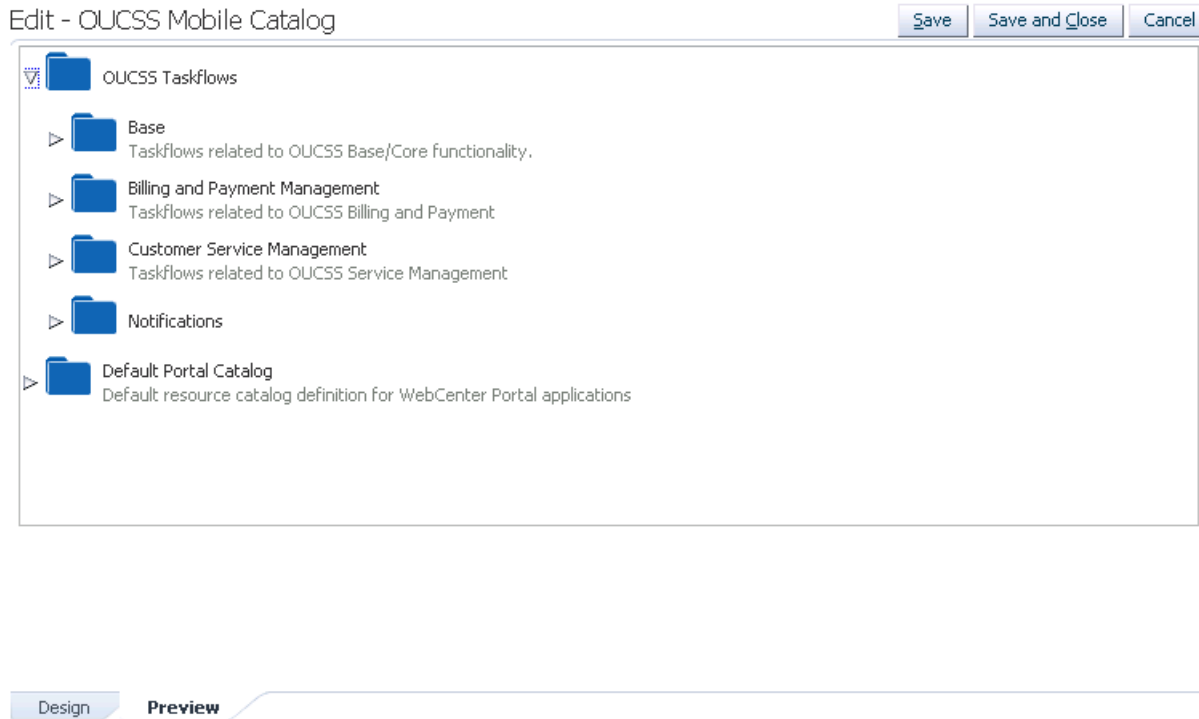 Edit - OUCSS Mobile Catalog
Save
Save and Close
Cancel
OUCSS Taskflows
Base
Taskflows related to OUCSS Base/Core functionality.
Billing and Payment Management
Taskflows related to OUCSS Billing and Payment
Customer Service Management
Taskflows related to OUCSS Service Management
Notifications
Default Portal Catalog
Default resource catalog definition for WebCenter Portal applications
Design
Preview